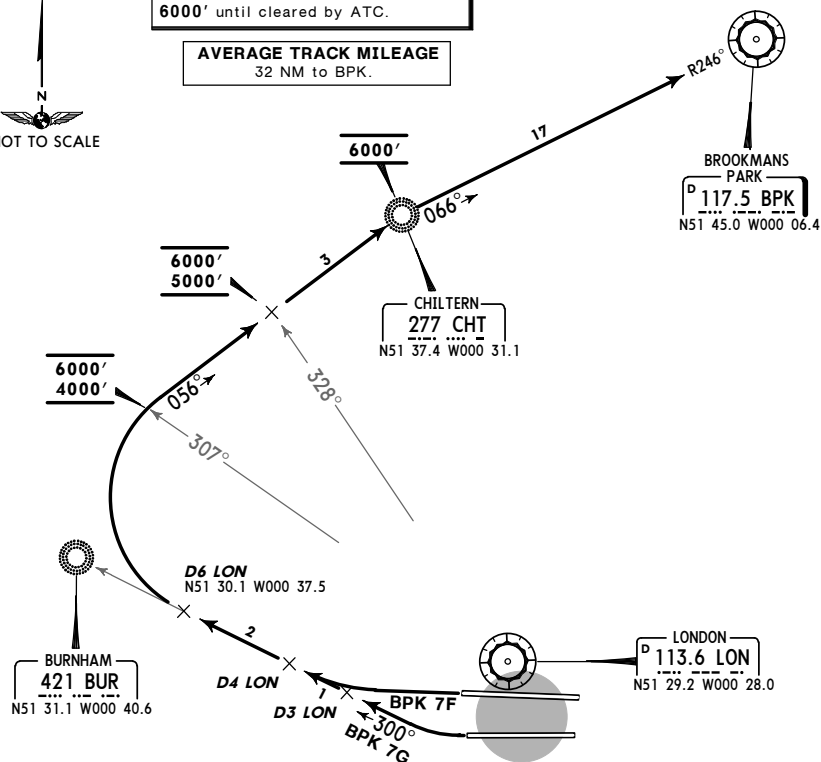 6000' until cleared by ATC.
AVERAGE TRACK MILEAGE
32 NM to BPK.
N
NOT TO SCALE
R246°
17
BROOKMANS
PARK
D 117.5 BPK
N51 45.0 W000 06.4
6000'
066°
3
CHILTERN
277 CHT
N51 37.4 W000 31.1
6000'
5000'
6000'
4000'
056°
328°
307°
D6 LON
N51 30.1 W000 37.5
2
BURNHAM
421 BUR
N51 31.1 W000 40.6
D4 LON
1
D3 LON
BPK 7F
300°
BPK 7G
LONDON
D 113.6 LON
N51 29.2 W000 28.0